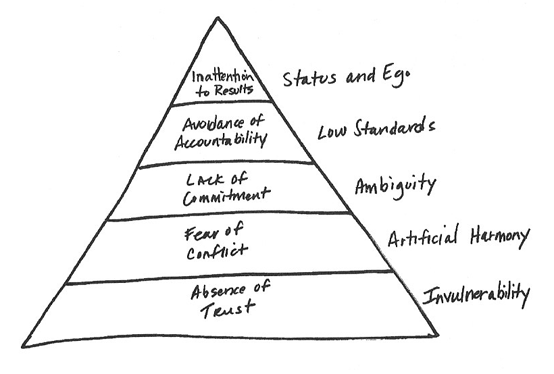 Inattention
to Results
Status and Ego
Avoidance of
Accountability
Low Standards
Lack of
Commitment
Ambiguity
Fear of
Conflict
Artificial Harmony
Absence of
Trust
Invulnerability